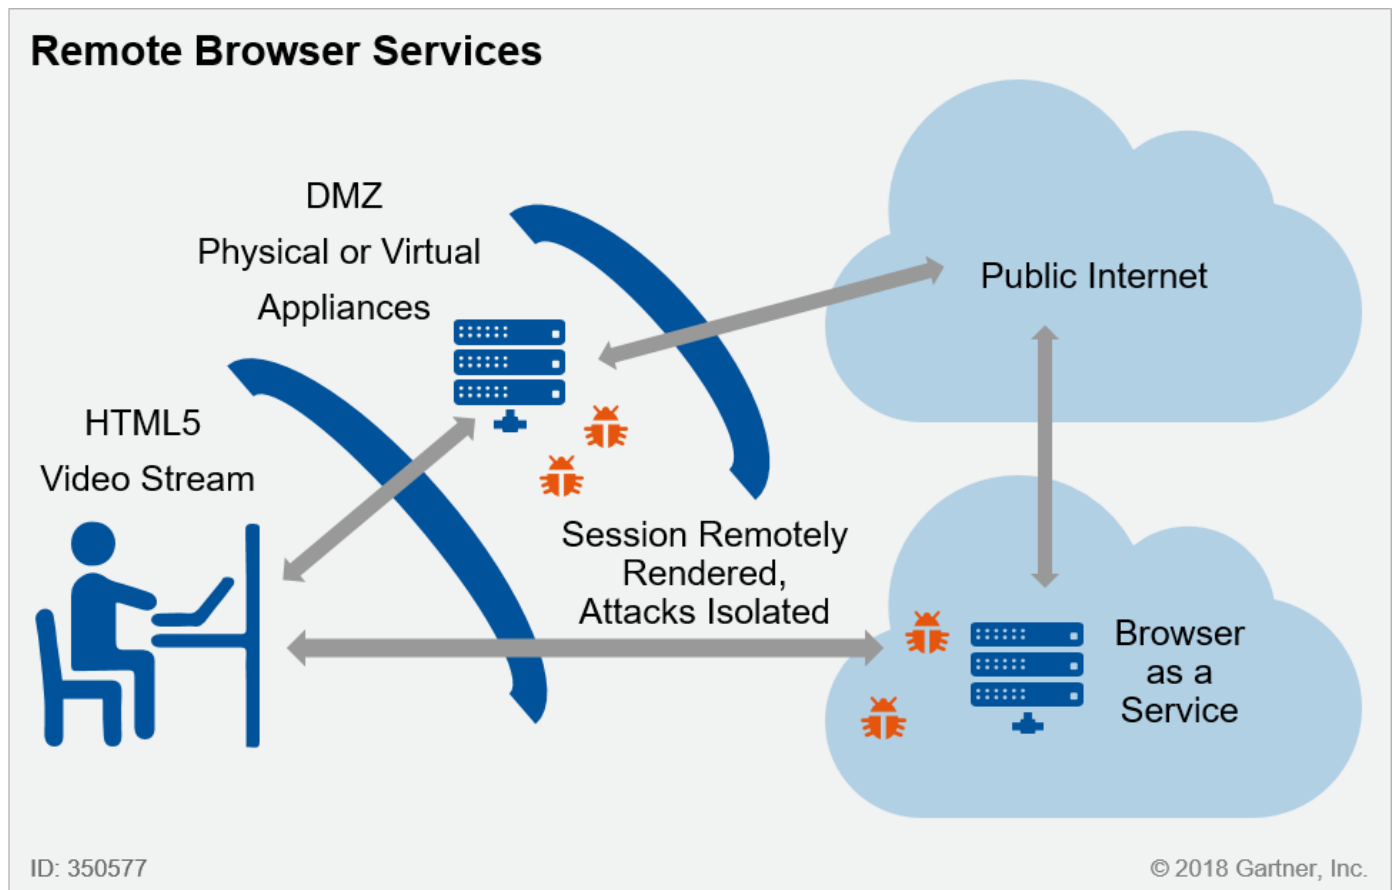 Remote Browser Services
DMZ
Physical or Virtual
Appliances
Public Internet
HTML5
Video Stream
Session Remotely
Rendered,
Attacks Isolated
Browser
as a
Service
ID: 350577
© 2018 Gartner, Inc.